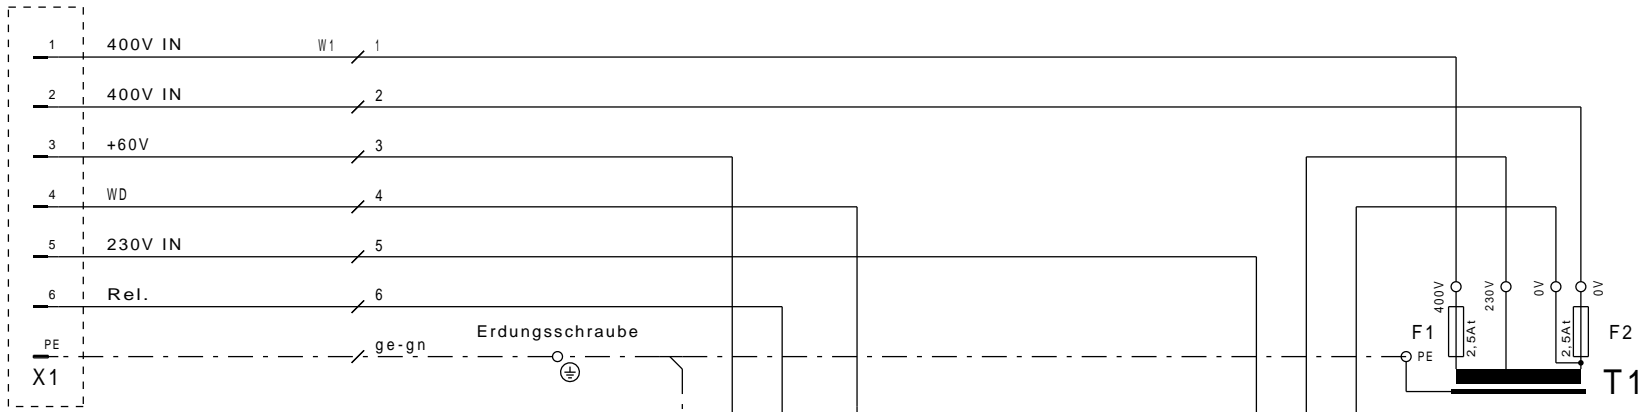 1 400V IN W1 1
2 400V IN 2
3 +60V 3
4 WD 4
5 230V IN 5
6 Rel. 6
400V 230V 0V 0V
Erdungsschraube
F1 2,5At 2,5At F2
PE ge-gn PE
X1 T1